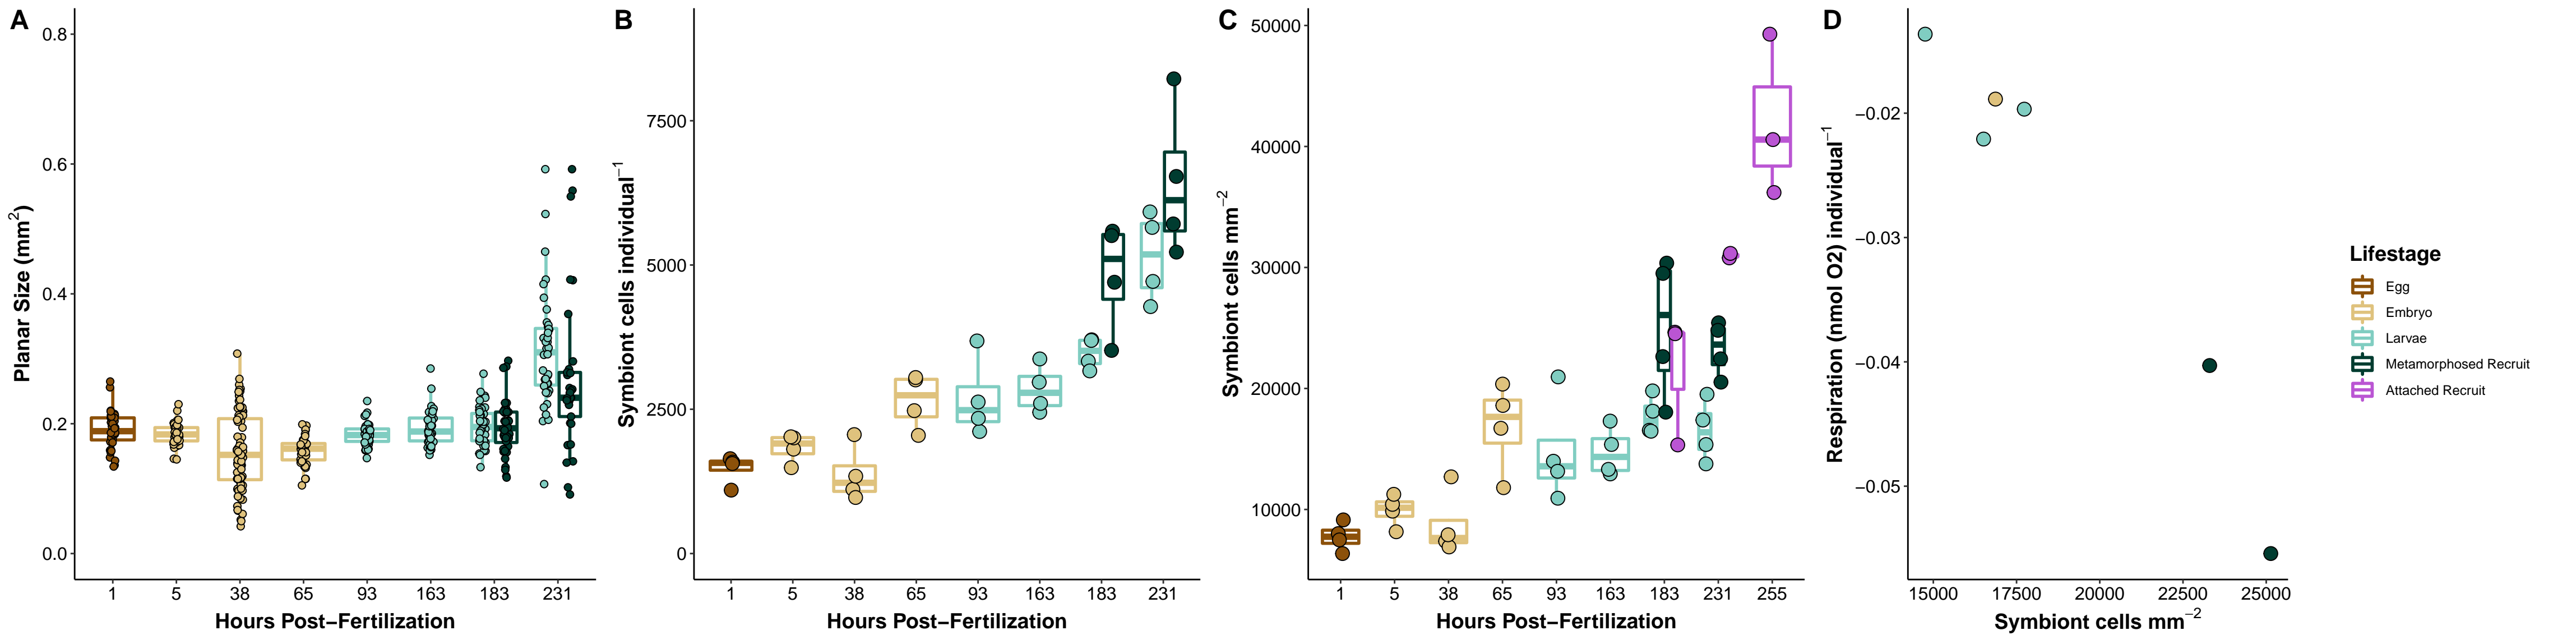 A
Planar Size (mm²)
0.8
0.6
0.4
0.2
0.0
1 5 38 65 93 163 183 231
Hours Post−Fertilization
B
Symbiont cells individual⁻¹
7500
5000
2500
0
1 5 38 65 93 163 183 231
Hours Post−Fertilization
C
Symbiont cells mm⁻²
50000
40000
30000
20000
10000
1 5 38 65 93 163 183 231 255
Hours Post−Fertilization
D
Respiration (nmol O2) individual⁻¹
−0.02
−0.03
−0.04
−0.05
15000 17500 20000 22500 25000
Symbiont cells mm⁻²
Lifestage
Egg
Embryo
Larvae
Metamorphosed Recruit
Attached Recruit